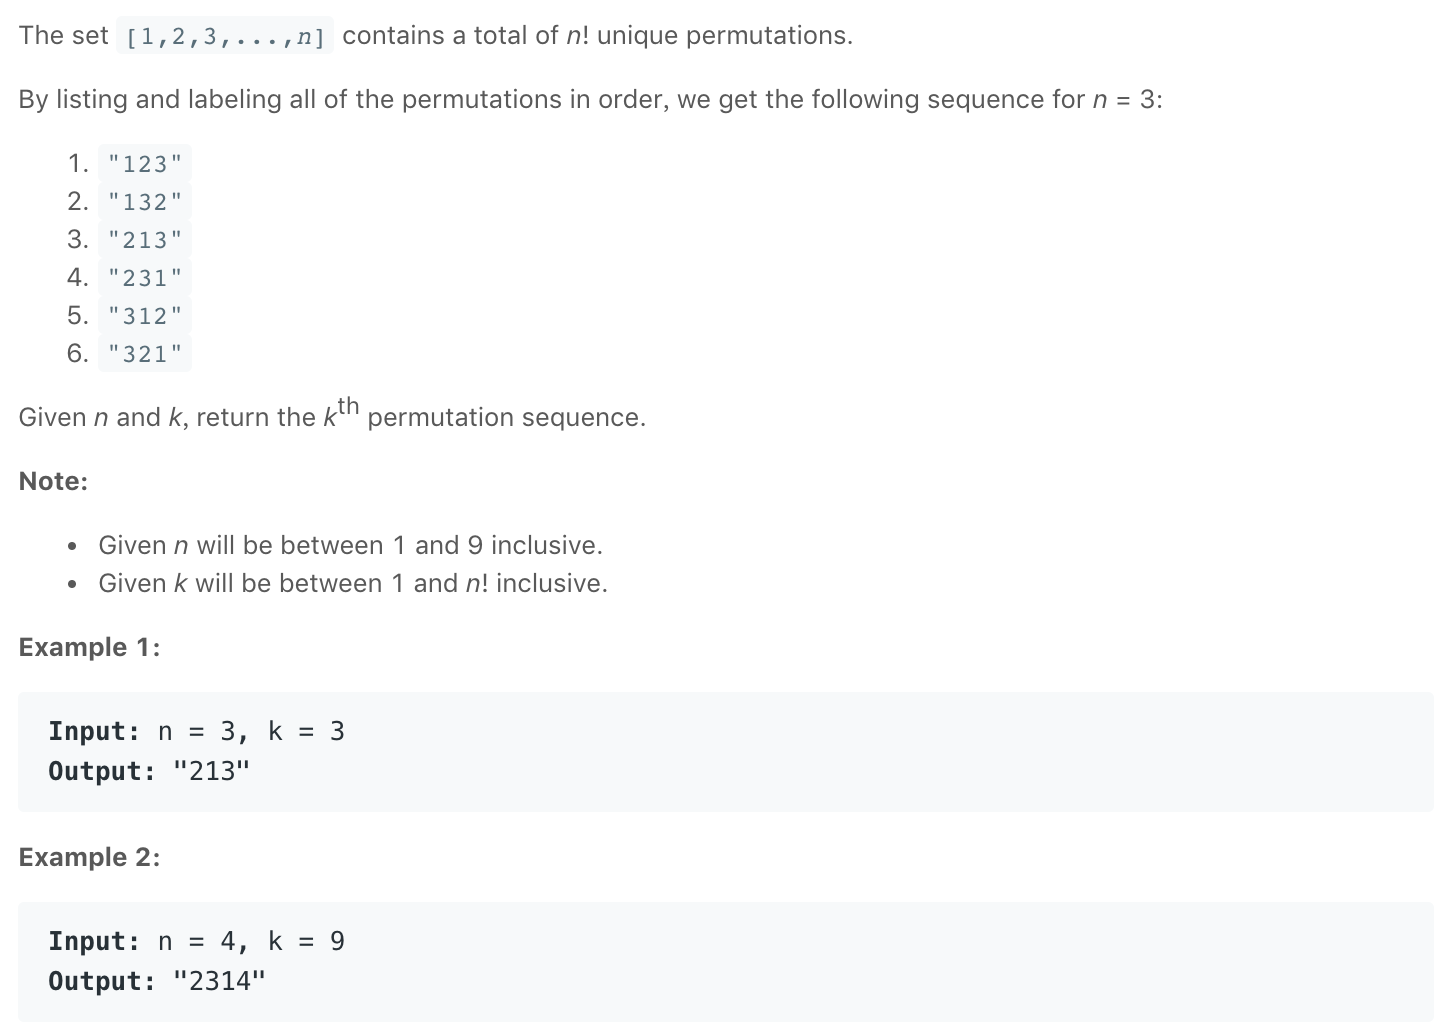 The set [1,2,3,...,n] contains a total of n! unique permutations.
By listing and labeling all of the permutations in order, we get the following sequence for n = 3:
1. "123"
2. "132"
3. "213"
4. "231"
5. "312"
6. "321"
Given n and k, return the kth permutation sequence.
Note:
• Given n will be between 1 and 9 inclusive.
• Given k will be between 1 and n! inclusive.
Example 1:
Input: n = 3, k = 3
Output: "213"
Example 2:
Input: n = 4, k = 9
Output: "2314"